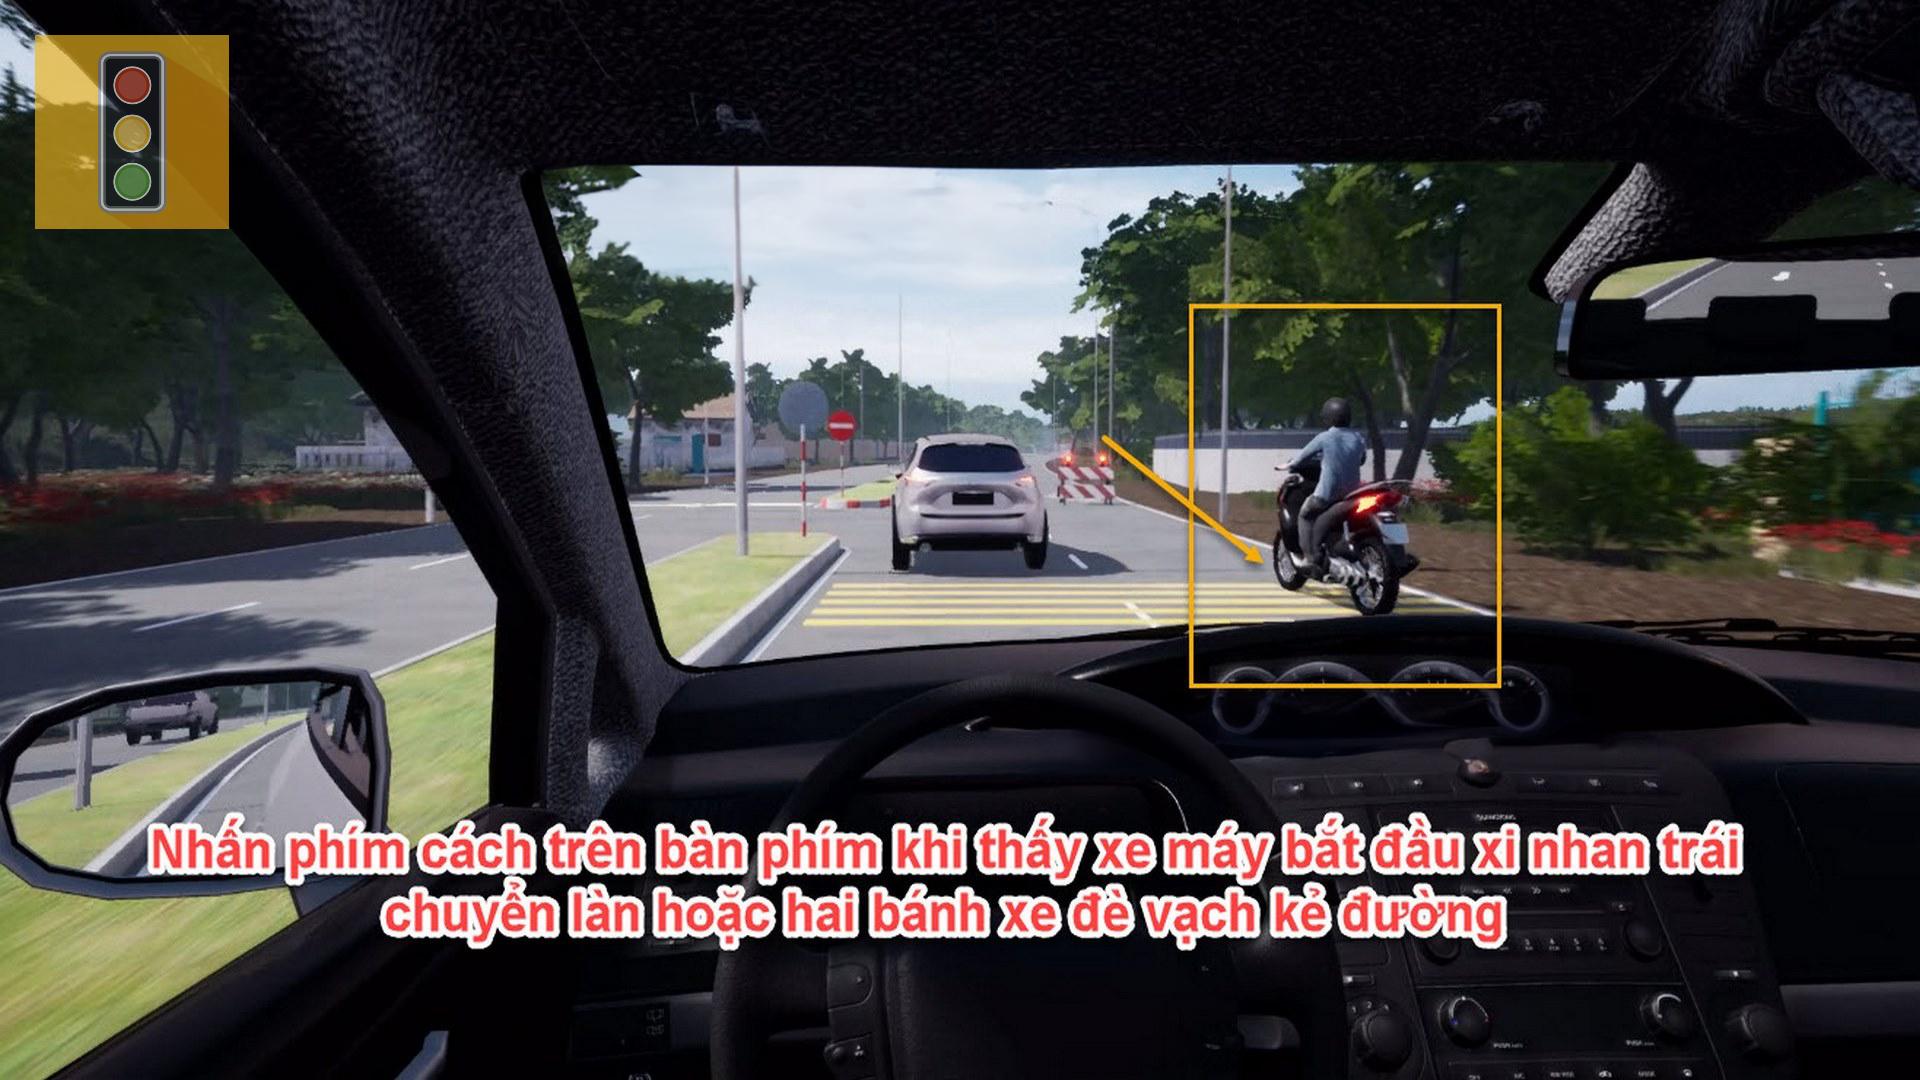 Nhấn phím cách trên bàn phím khi thấy xe máy bắt đầu xi nhan trái
chuyển làn hoặc hai bánh xe đè vạch kẻ đường